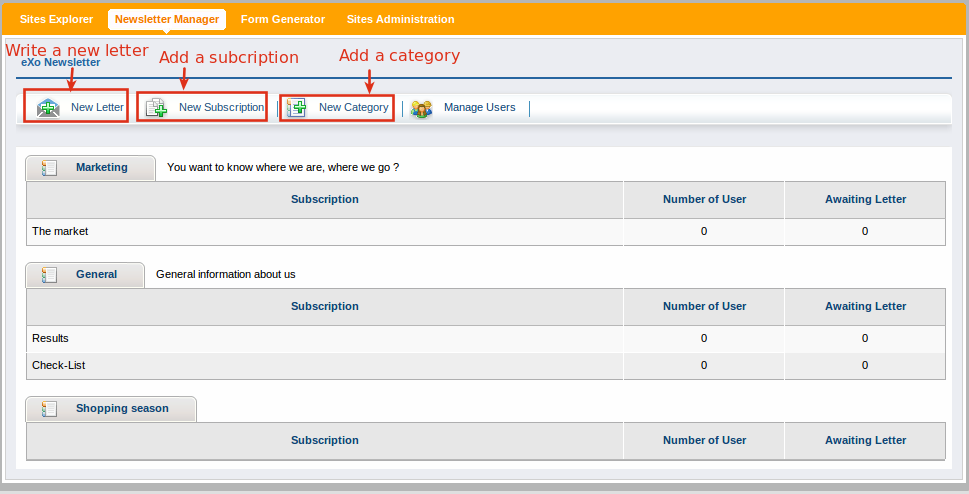 Sites Explorer Newsletter Manager Form Generator Sites Administration
Write a new letter Add a subcription Add a category
eXo Newsletter
New Letter New Subscription New Category Manage Users
Marketing You want to know where we are, where we go ?
Subscription Number of User Awaiting Letter
The market 0 0
General General information about us
Subscription Number of User Awaiting Letter
Results 0 0
Check-List 0 0
Shopping season
Subscription Number of User Awaiting Letter